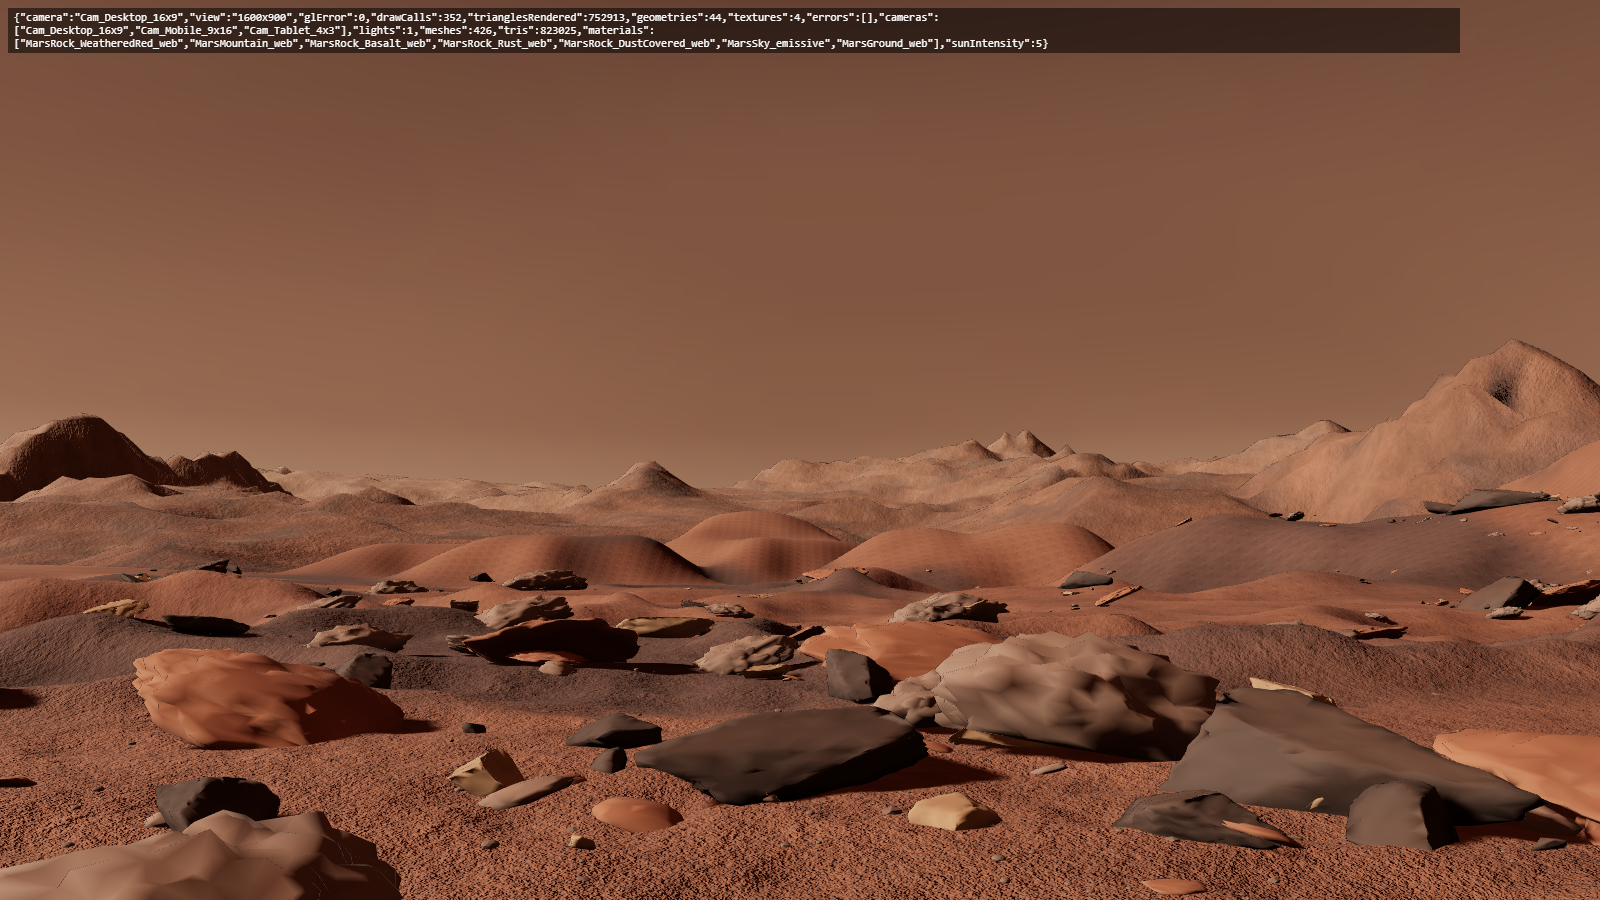 {"camera":"Cam_Desktop_16x9","view":"1600x900","glError":0,"drawCalls":352,"trianglesRendered":752913,"geometries":44,"textures":4,"errors":[],"cameras":
["Cam_Desktop_16x9","Cam_Mobile_9X16","Cam_Tablet_4x3"],"lights":1,"meshes":426,"tris":823025,"materials":
["MarsRock_WeatheredRed_web","MarsMountain_web","MarsRock_Basalt_web","MarsRock_Rust_web","MarsRock_DustCovered_web","MarsSky_emissive","MarsGround_web"],"sunIntensity":5}